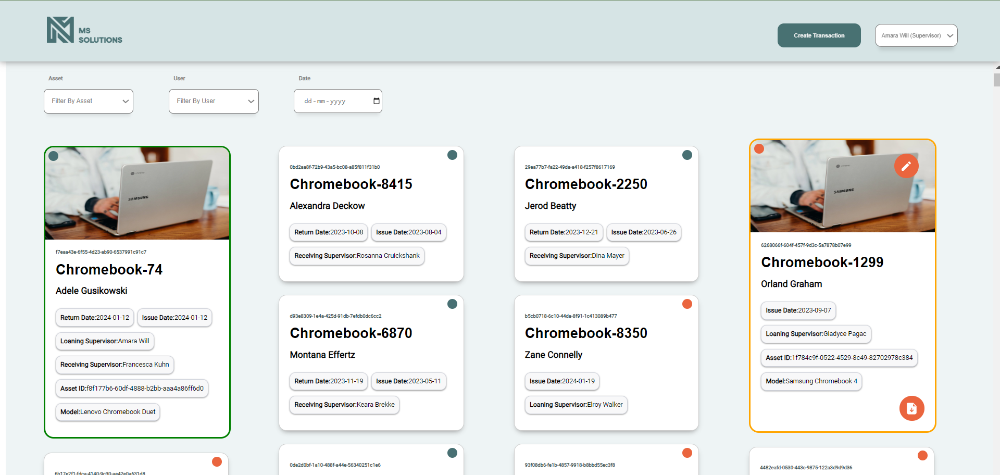 MS
SOLUTIONS
Create Transaction
Amara Will (Supervisor)
Asset
User
Date
Filter By Asset
Filter By User
dd-mm-yyyy
SAMSUNG
f7eaa43e-6f55-4d23-ab90-6537991c91c7
Chromebook-74
Adele Gusikowski
Return Date:2024-01-12
Issue Date:2024-01-12
Loaning Supervisor:Amara Will
Receiving Supervisor:Francesca Kuhn
Asset ID:f8f177b6-60df-4888-b2bb-aaa4a86ff6d0
Model:Lenovo Chromebook Duet
6b17e2f1-fdca-4140-9c30-ae42e0a631d8
0bd2aa8f-72b9-43a5-bc08-a85f811f31b0
Chromebook-8415
Alexandra Deckow
Return Date:2023-10-08
Issue Date:2023-08-04
Receiving Supervisor:Rosanna Cruickshank
d93e8309-1e4a-425d-91db-7efdb0dc6cc2
Chromebook-6870
Montana Effertz
Return Date:2023-11-19
Issue Date:2023-05-11
Receiving Supervisor:Keara Brekke
0de2d0bf-1a10-488f-a44e-56340251c1e6
29ea77b7-fa22-49da-a418-f257f8617169
Chromebook-2250
Jerod Beatty
Return Date:2023-12-21
Issue Date:2023-06-26
Receiving Supervisor:Dina Mayer
b5cb0718-6c10-44da-8f91-1c413089b477
Chromebook-8350
Zane Connelly
Issue Date:2024-01-19
Loaning Supervisor:Elroy Walker
93f08db6-fe1b-4857-9918-b8bbd55ec3f8
SAMSUNG
6268066f-604f-457f-9d3c-5a7878b07e99
Chromebook-1299
Orland Graham
Issue Date:2023-09-07
Loaning Supervisor:Gladyce Pagac
Asset ID:1f784c9f-0522-4529-8c49-82702978c384
Model:Samsung Chromebook 4
4482eafd-0530-443c-9875-122a3d9d9d36